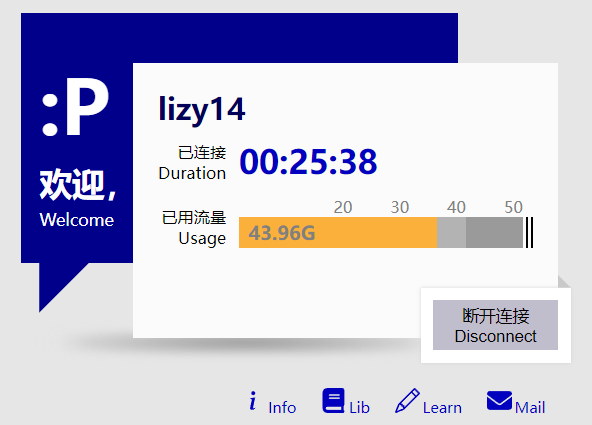 :P
欢迎,
Welcome
lizy14
已连接
Duration
00:25:38
已用流量
Usage
20 30 40 50
43.96G
断开连接
Disconnect
i Info Lib Learn Mail